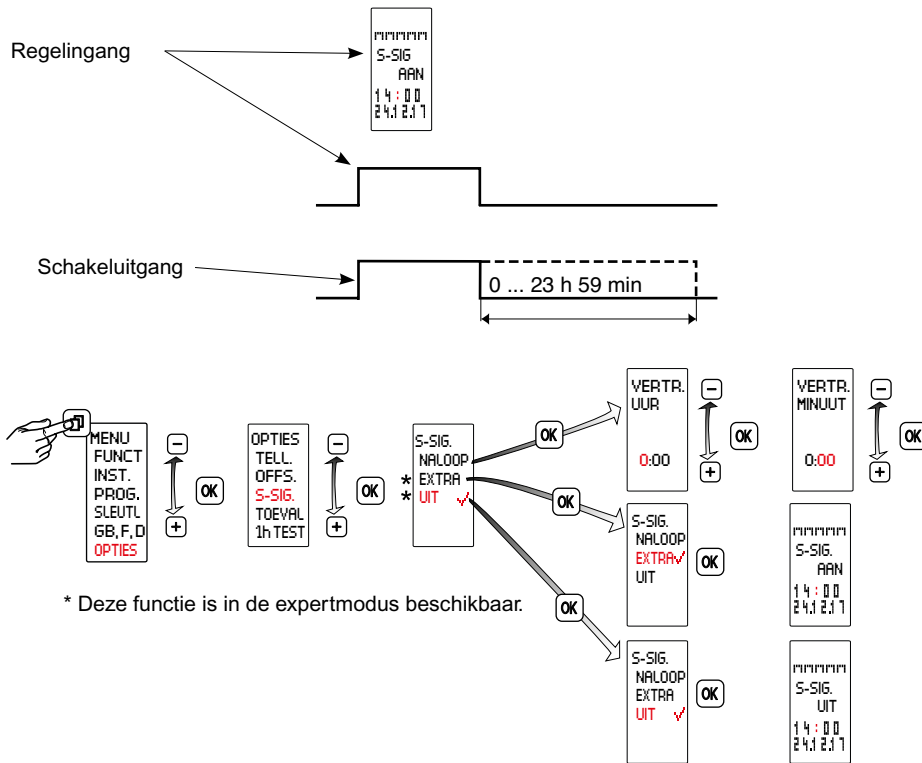 Regelingang
S-SIG
AAN
14:00
24.12.17
Schakeluitgang
0 ... 23 h 59 min
MENU
FUNCT
INST.
PROG.
SLEUTL
GB, F, D
OPTIES
−
+
OK
OPTIES
TELL.
OFFS.
S-SIG.
TOEVAL
1h TEST
−
+
OK
S-SIG.
NALOOP
* EXTRA
* UIT ✓
OK
VERTR.
UUR
0:00
−
+
OK
VERTR.
MINUUT
0:00
−
+
OK
OK
S-SIG.
NALOOP
EXTRA✓
UIT
OK
S-SIG.
AAN
14:00
24.12.17
OK
S-SIG.
NALOOP
EXTRA
UIT ✓
OK
S-SIG.
UIT
14:00
24.12.17
* Deze functie is in de expertmodus beschikbaar.